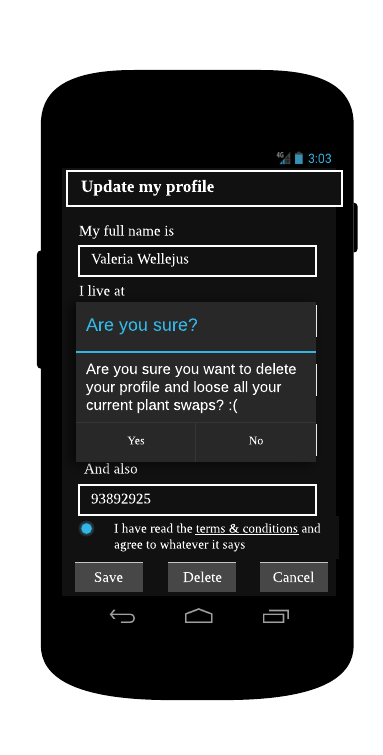 4G 3:03
Update my profile
My full name is
Valeria Wellejus
I live at
Are you sure?
Are you sure you want to delete
your profile and loose all your
current plant swaps? :(
Yes No
And also
93892925
I have read the terms & conditions and
agree to whatever it says
Save Delete Cancel